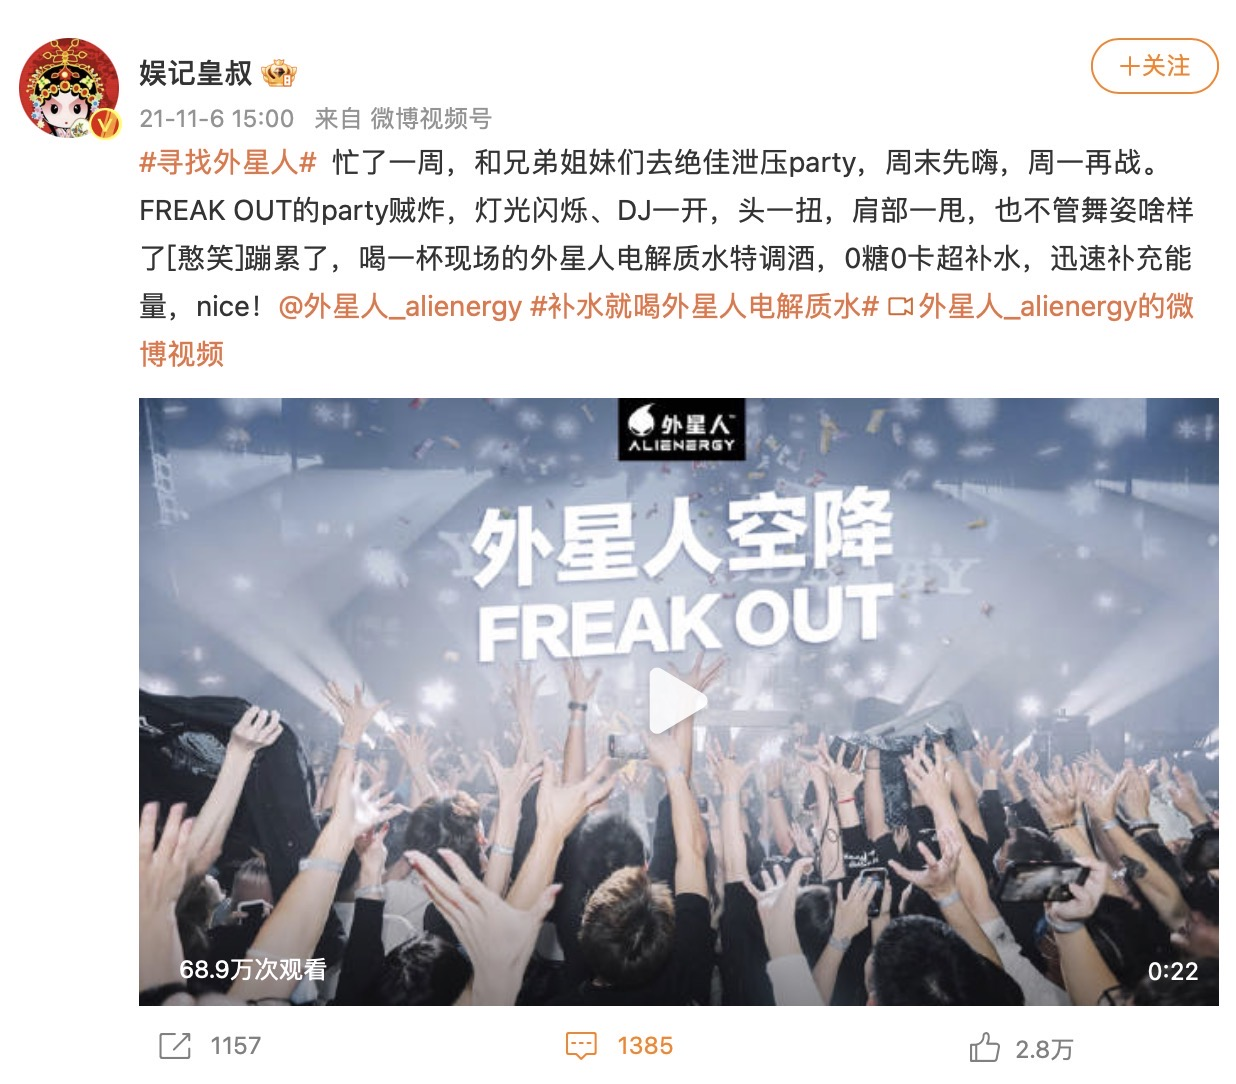 娱记皇叔
+关注
21-11-6 15:00 来自 微博视频号
#寻找外星人# 忙了一周，和兄弟姐妹们去绝佳泄压party，周末先嗨，周一再战。
FREAK OUT的party贼炸，灯光闪烁、DJ一开，头一扭，肩部一甩，也不管舞姿啥样
了[憨笑]蹦累了，喝一杯现场的外星人电解质水特调酒，0糖0卡超补水，迅速补充能
量，nice！@外星人_alienergy #补水就喝外星人电解质水# 外星人_alienergy的微
博视频
外星人™
ALIENERGY
外星人空降
FREAK OUT
68.9万次观看
0:22
1157
1385
2.8万